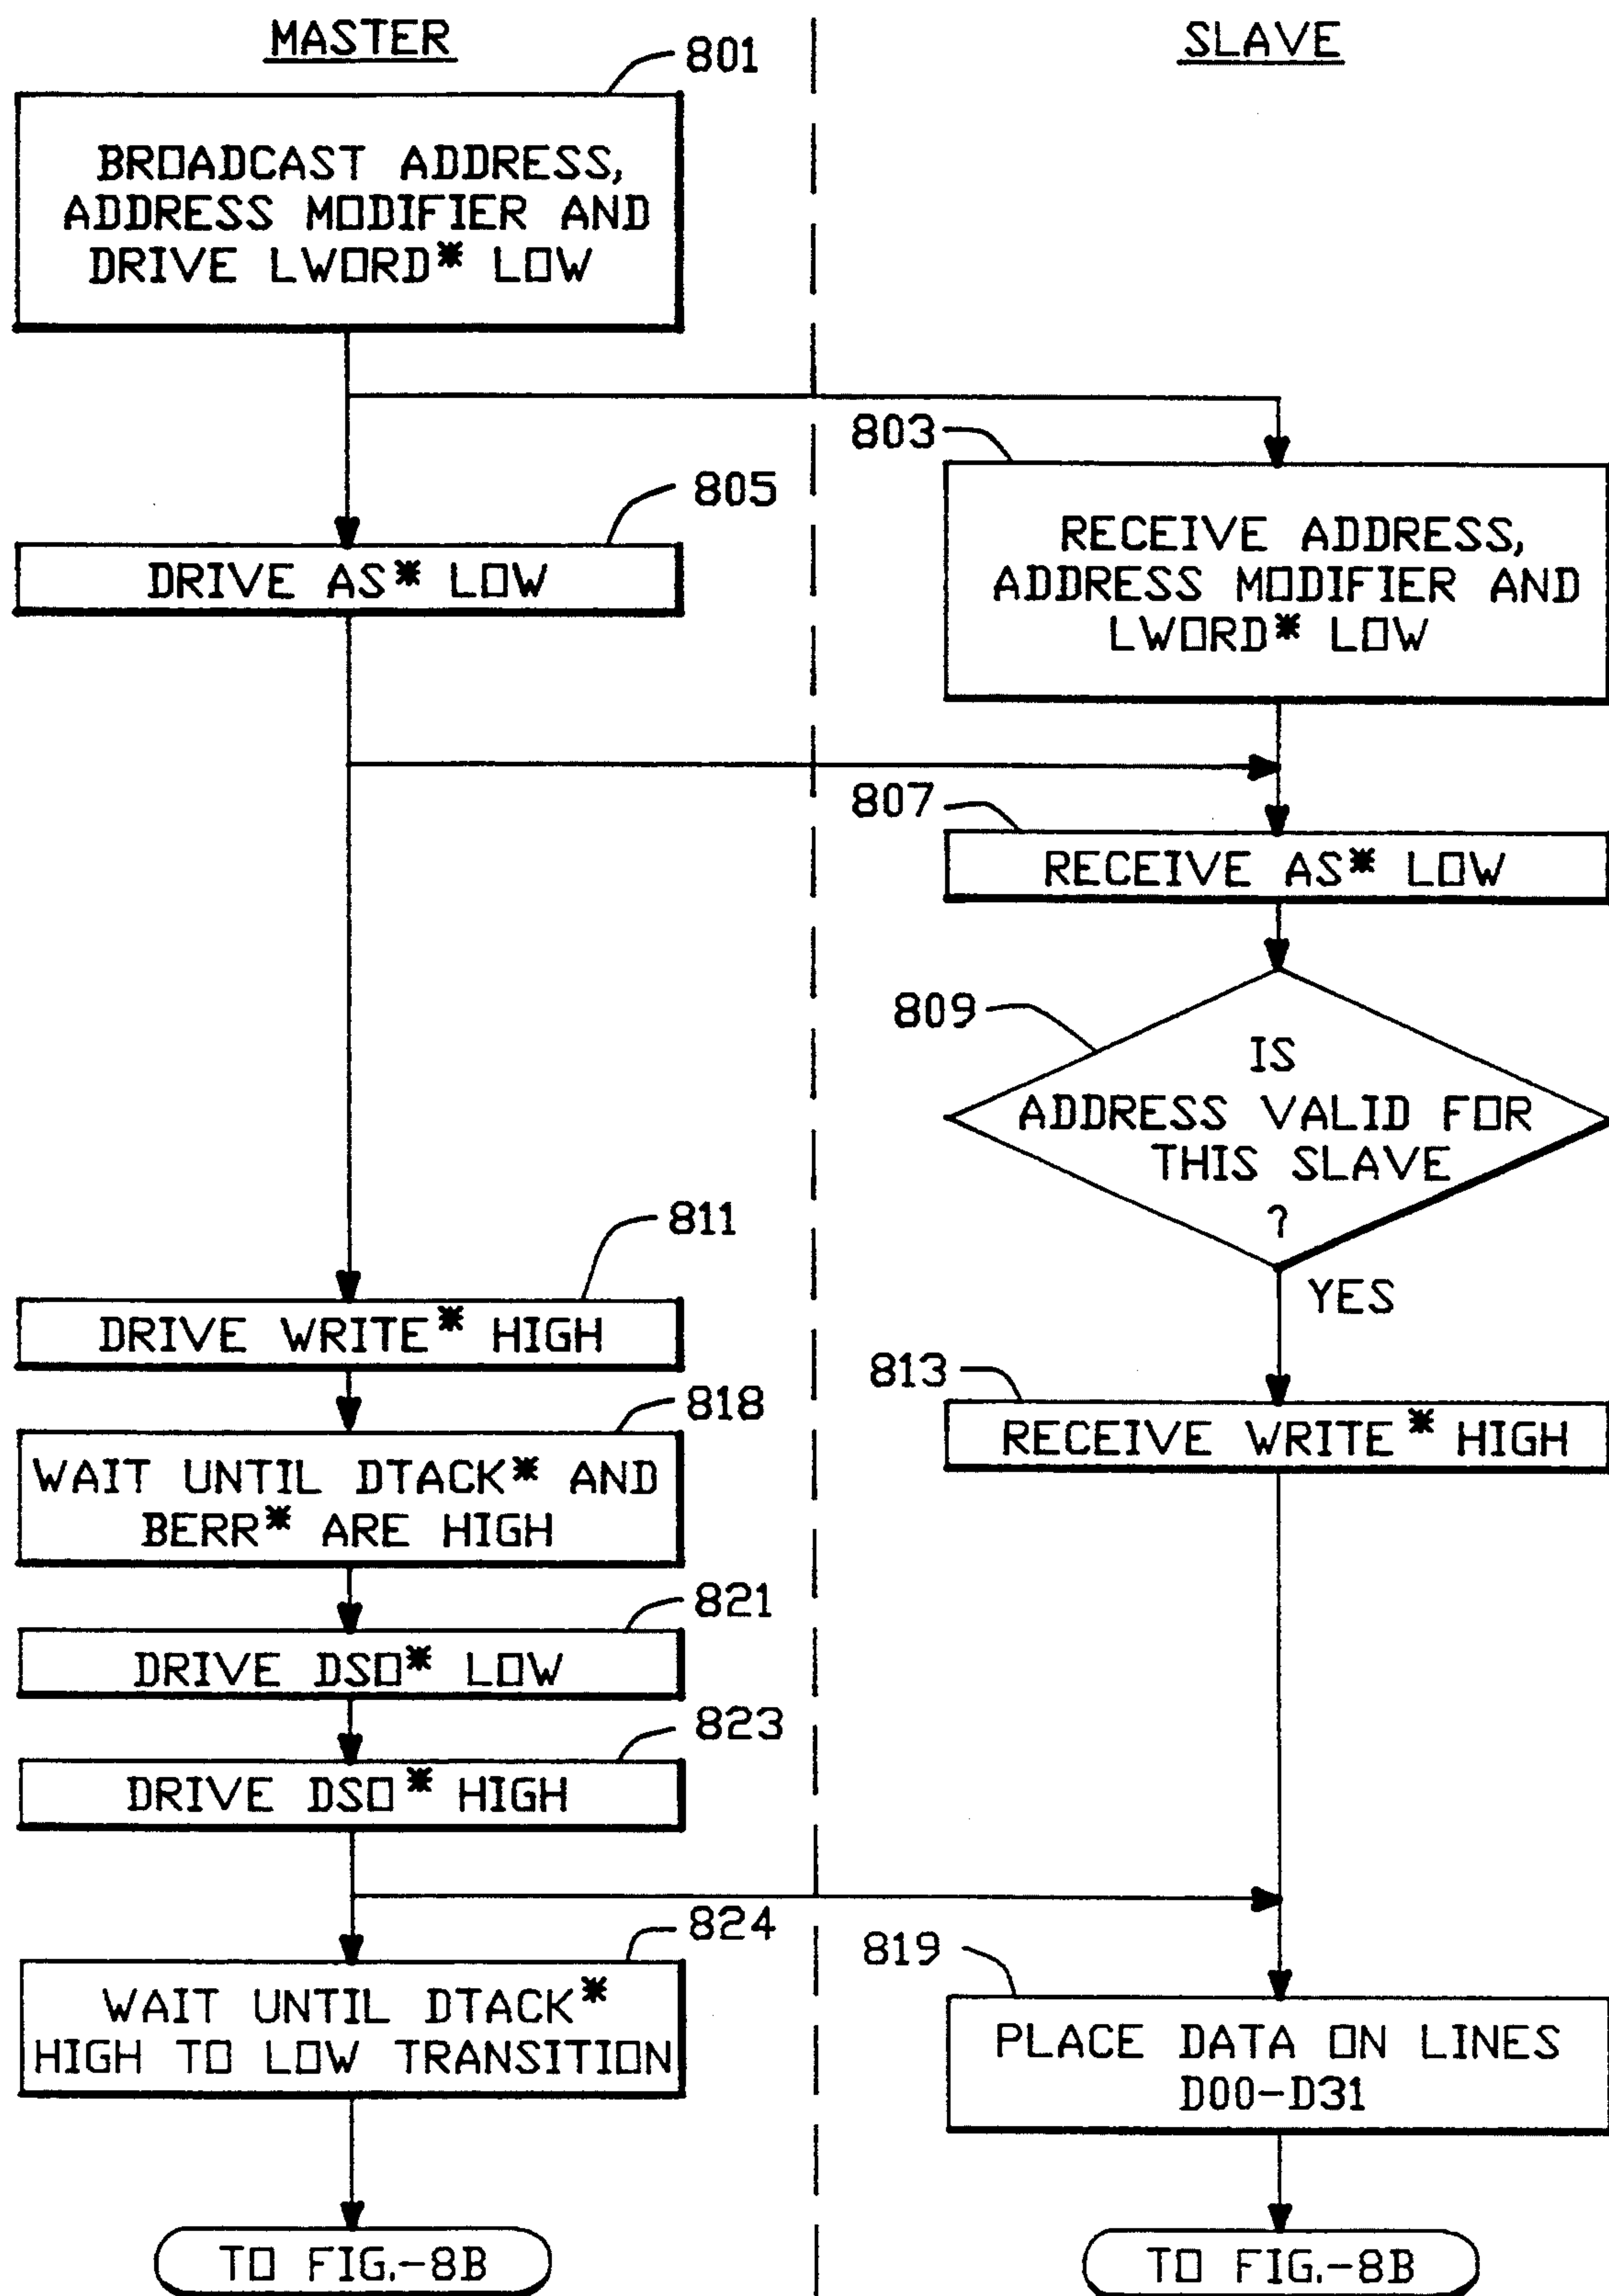 MASTER
SLAVE
801
BROADCAST ADDRESS,
ADDRESS MODIFIER AND
DRIVE LWORD* LOW
803
RECEIVE ADDRESS,
ADDRESS MODIFIER AND
LWORD* LOW
805
DRIVE AS* LOW
807
RECEIVE AS* LOW
809
IS
ADDRESS VALID FOR
THIS SLAVE
?
YES
811
DRIVE WRITE* HIGH
813
RECEIVE WRITE* HIGH
818
WAIT UNTIL DTACK* AND
BERR* ARE HIGH
821
DRIVE DSO* LOW
823
DRIVE DSO* HIGH
824
WAIT UNTIL DTACK*
HIGH TO LOW TRANSITION
819
PLACE DATA ON LINES
D00-D31
TO FIG.-8B
TO FIG.-8B